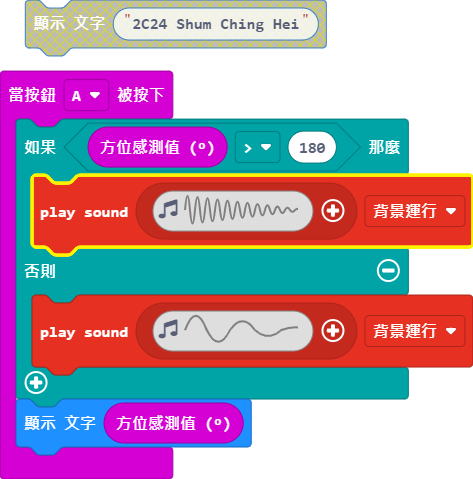 顯示 文字 "2C24 Shum Ching Hei"
當按鈕 A 被按下
如果 方位感測值 (º) > 180 那麼
play sound 背景運行
否則
play sound 背景運行
顯示 文字 方位感測值 (º)